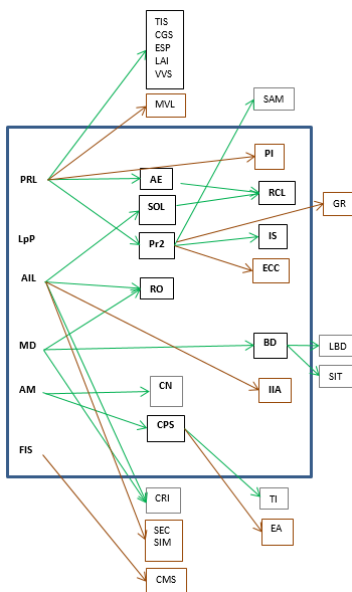 TIS
CGS
ESP
LAI
VVS
MVL
SAM
PI
PRL
AE
RCL
SOL
GR
LpP
Pr2
IS
ECC
AIL
RO
MD
BD
LBD
SIT
AM
CN
IIA
CPS
FIS
CRI
TI
SEC
SIM
EA
CMS